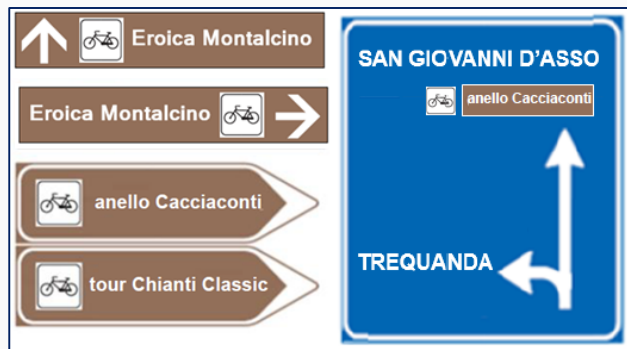 Eroica Montalcino
Eroica Montalcino
anello Cacciaconti
tour Chianti Classic
SAN GIOVANNI D'ASSO
anello Cacciaconti
TREQUANDA